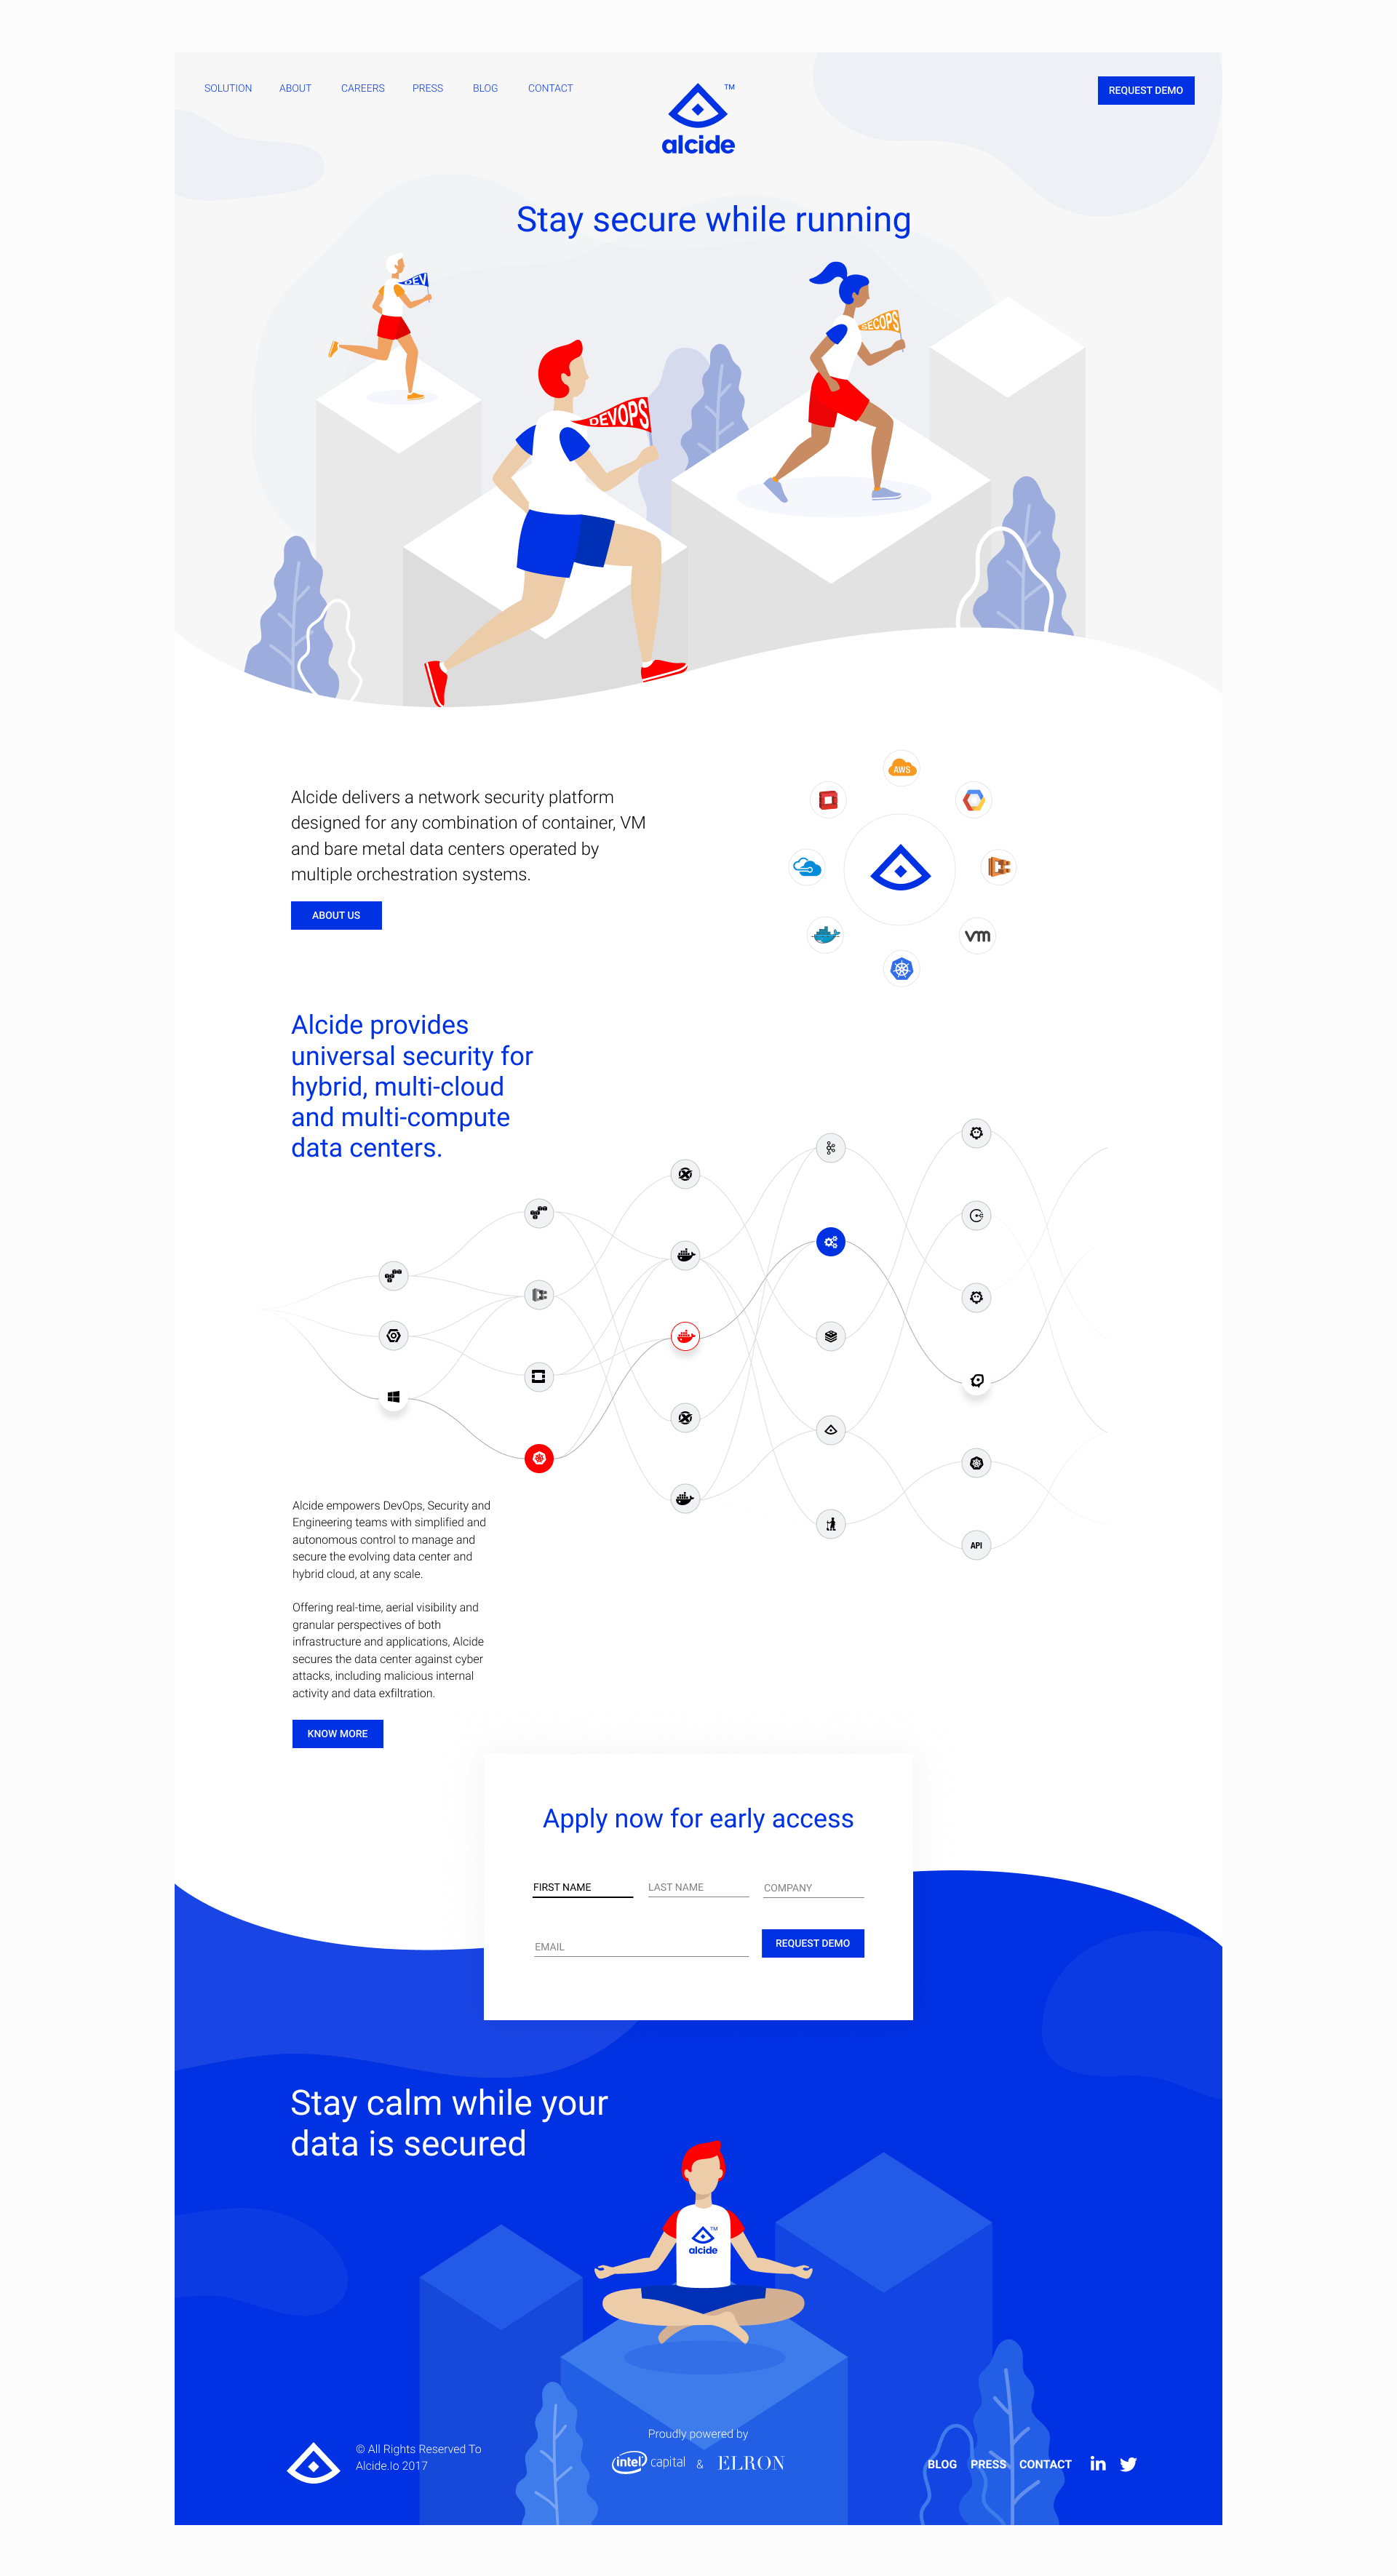 SOLUTION ABOUT CAREERS PRESS BLOG CONTACT
TM
alcide
REQUEST DEMO
Stay secure while running
DEV
SECOPS
DEVOPS
AWS
Alcide delivers a network security platform
designed for any combination of container, VM
and bare metal data centers operated by
multiple orchestration systems.
ABOUT US
vm
Alcide provides
universal security for
hybrid, multi-cloud
and multi-compute
data centers.
API
Alcide empowers DevOps, Security and
Engineering teams with simplified and
autonomous control to manage and
secure the evolving data center and
hybrid cloud, at any scale.
Offering real-time, aerial visibility and
granular perspectives of both
infrastructure and applications, Alcide
secures the data center against cyber
attacks, including malicious internal
activity and data exfiltration.
KNOW MORE
Apply now for early access
FIRST NAME LAST NAME COMPANY
EMAIL REQUEST DEMO
Stay calm while your
data is secured
TM
alcide
Proudly powered by
© All Rights Reserved To
Alcide.Io 2017
intel capital & ELRON
BLOG PRESS CONTACT in